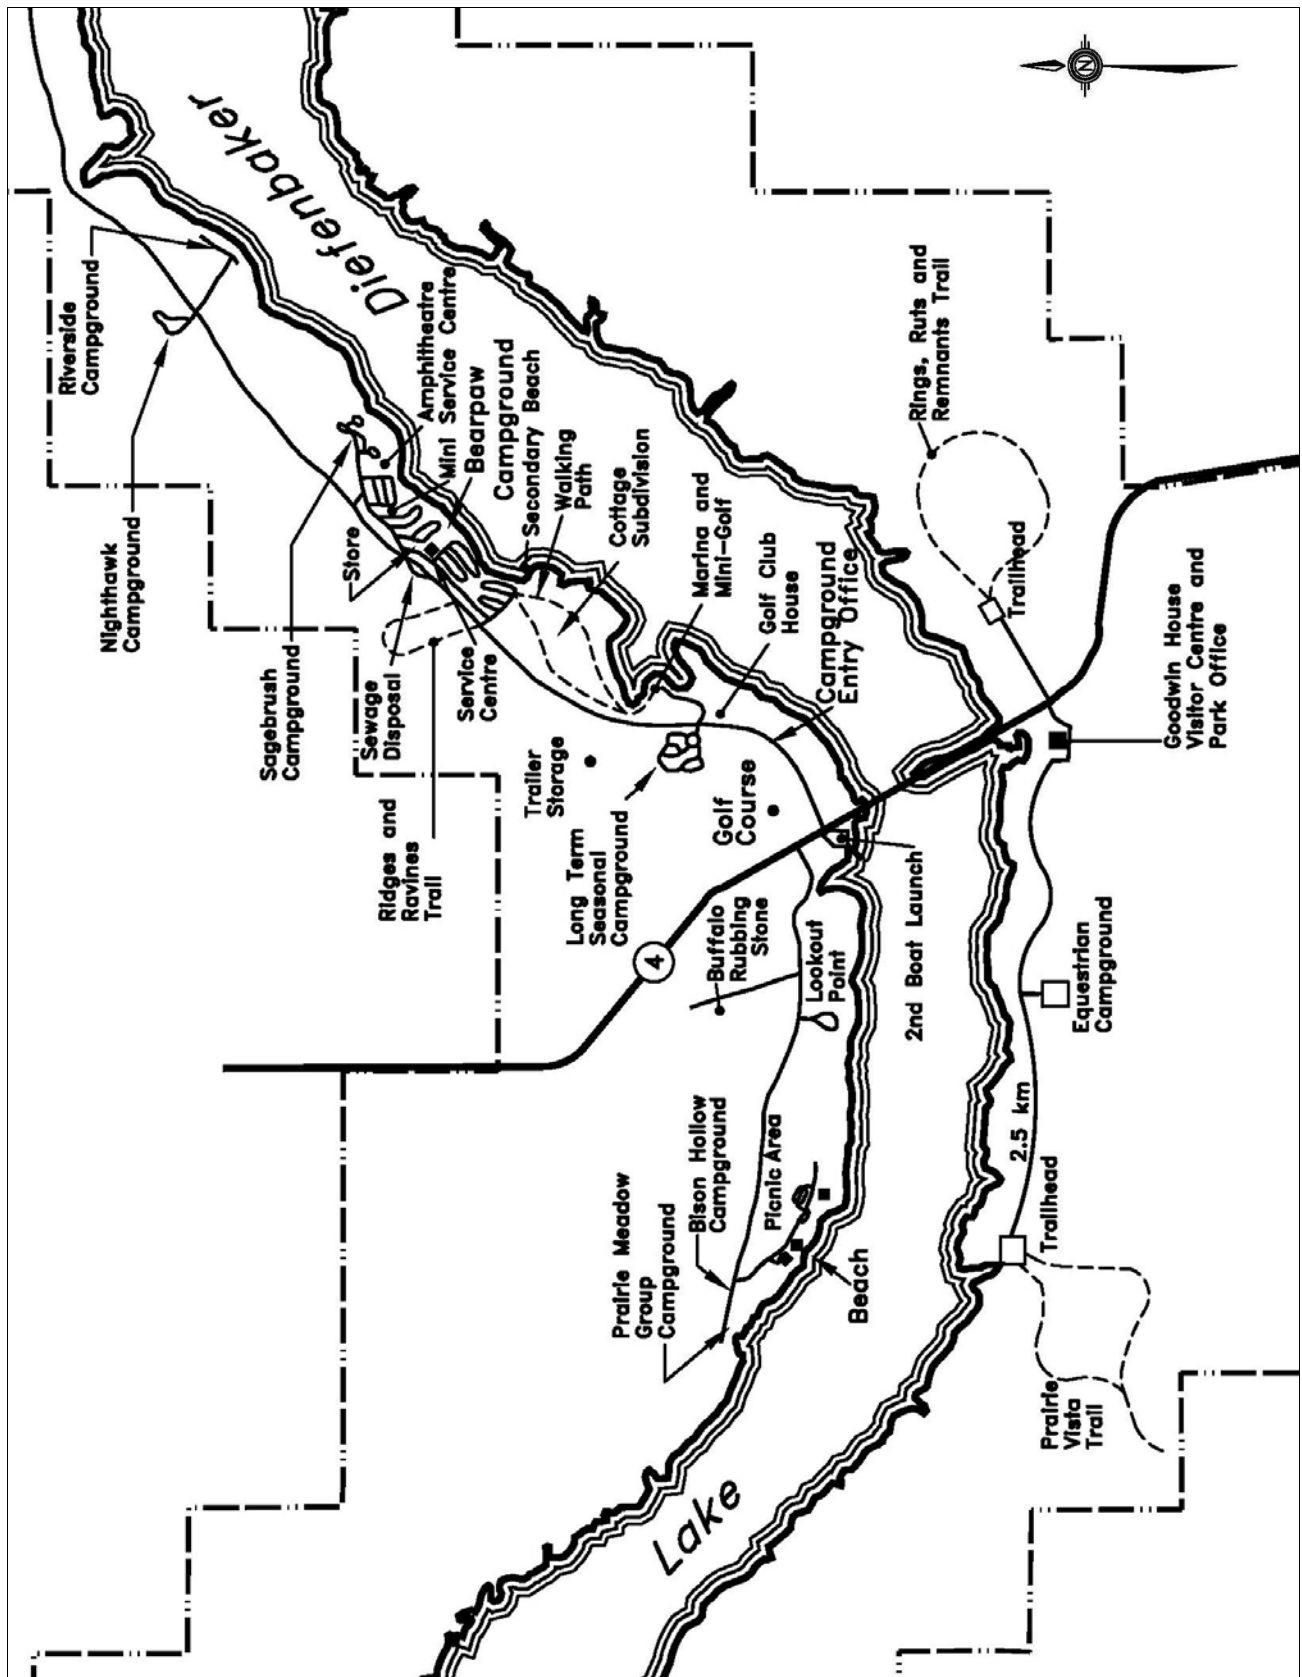 N
Diefenbaker
Lake
Riverside
Campground
Nighthawk
Campground
Sagebrush
Campground
Store
Sewage
Disposal
Ridges and
Ravines
Trail
Service
Centre
Amphitheatre
Mini Service Centre
Bearpaw
Campground
Secondary Beach
Walking
Path
Cottage
Subdivision
Marina and
Mini-Golf
Golf Club
House
Campground
Entry Office
Trailer
Storage
Long Term
Seasonal
Campground
Golf
Course
4
Buffalo
Rubbing
Stone
Lookout
Point
2nd Boat Launch
Prairie Meadow
Group
Campground
Bison Hollow
Campground
Picnic Area
Beach
Rings, Ruts and
Remnants Trail
Trailhead
Goodwin House
Visitor Centre and
Park Office
Equestrian
Campground
2.5 km
Trailhead
Prairie
Vista
Trail